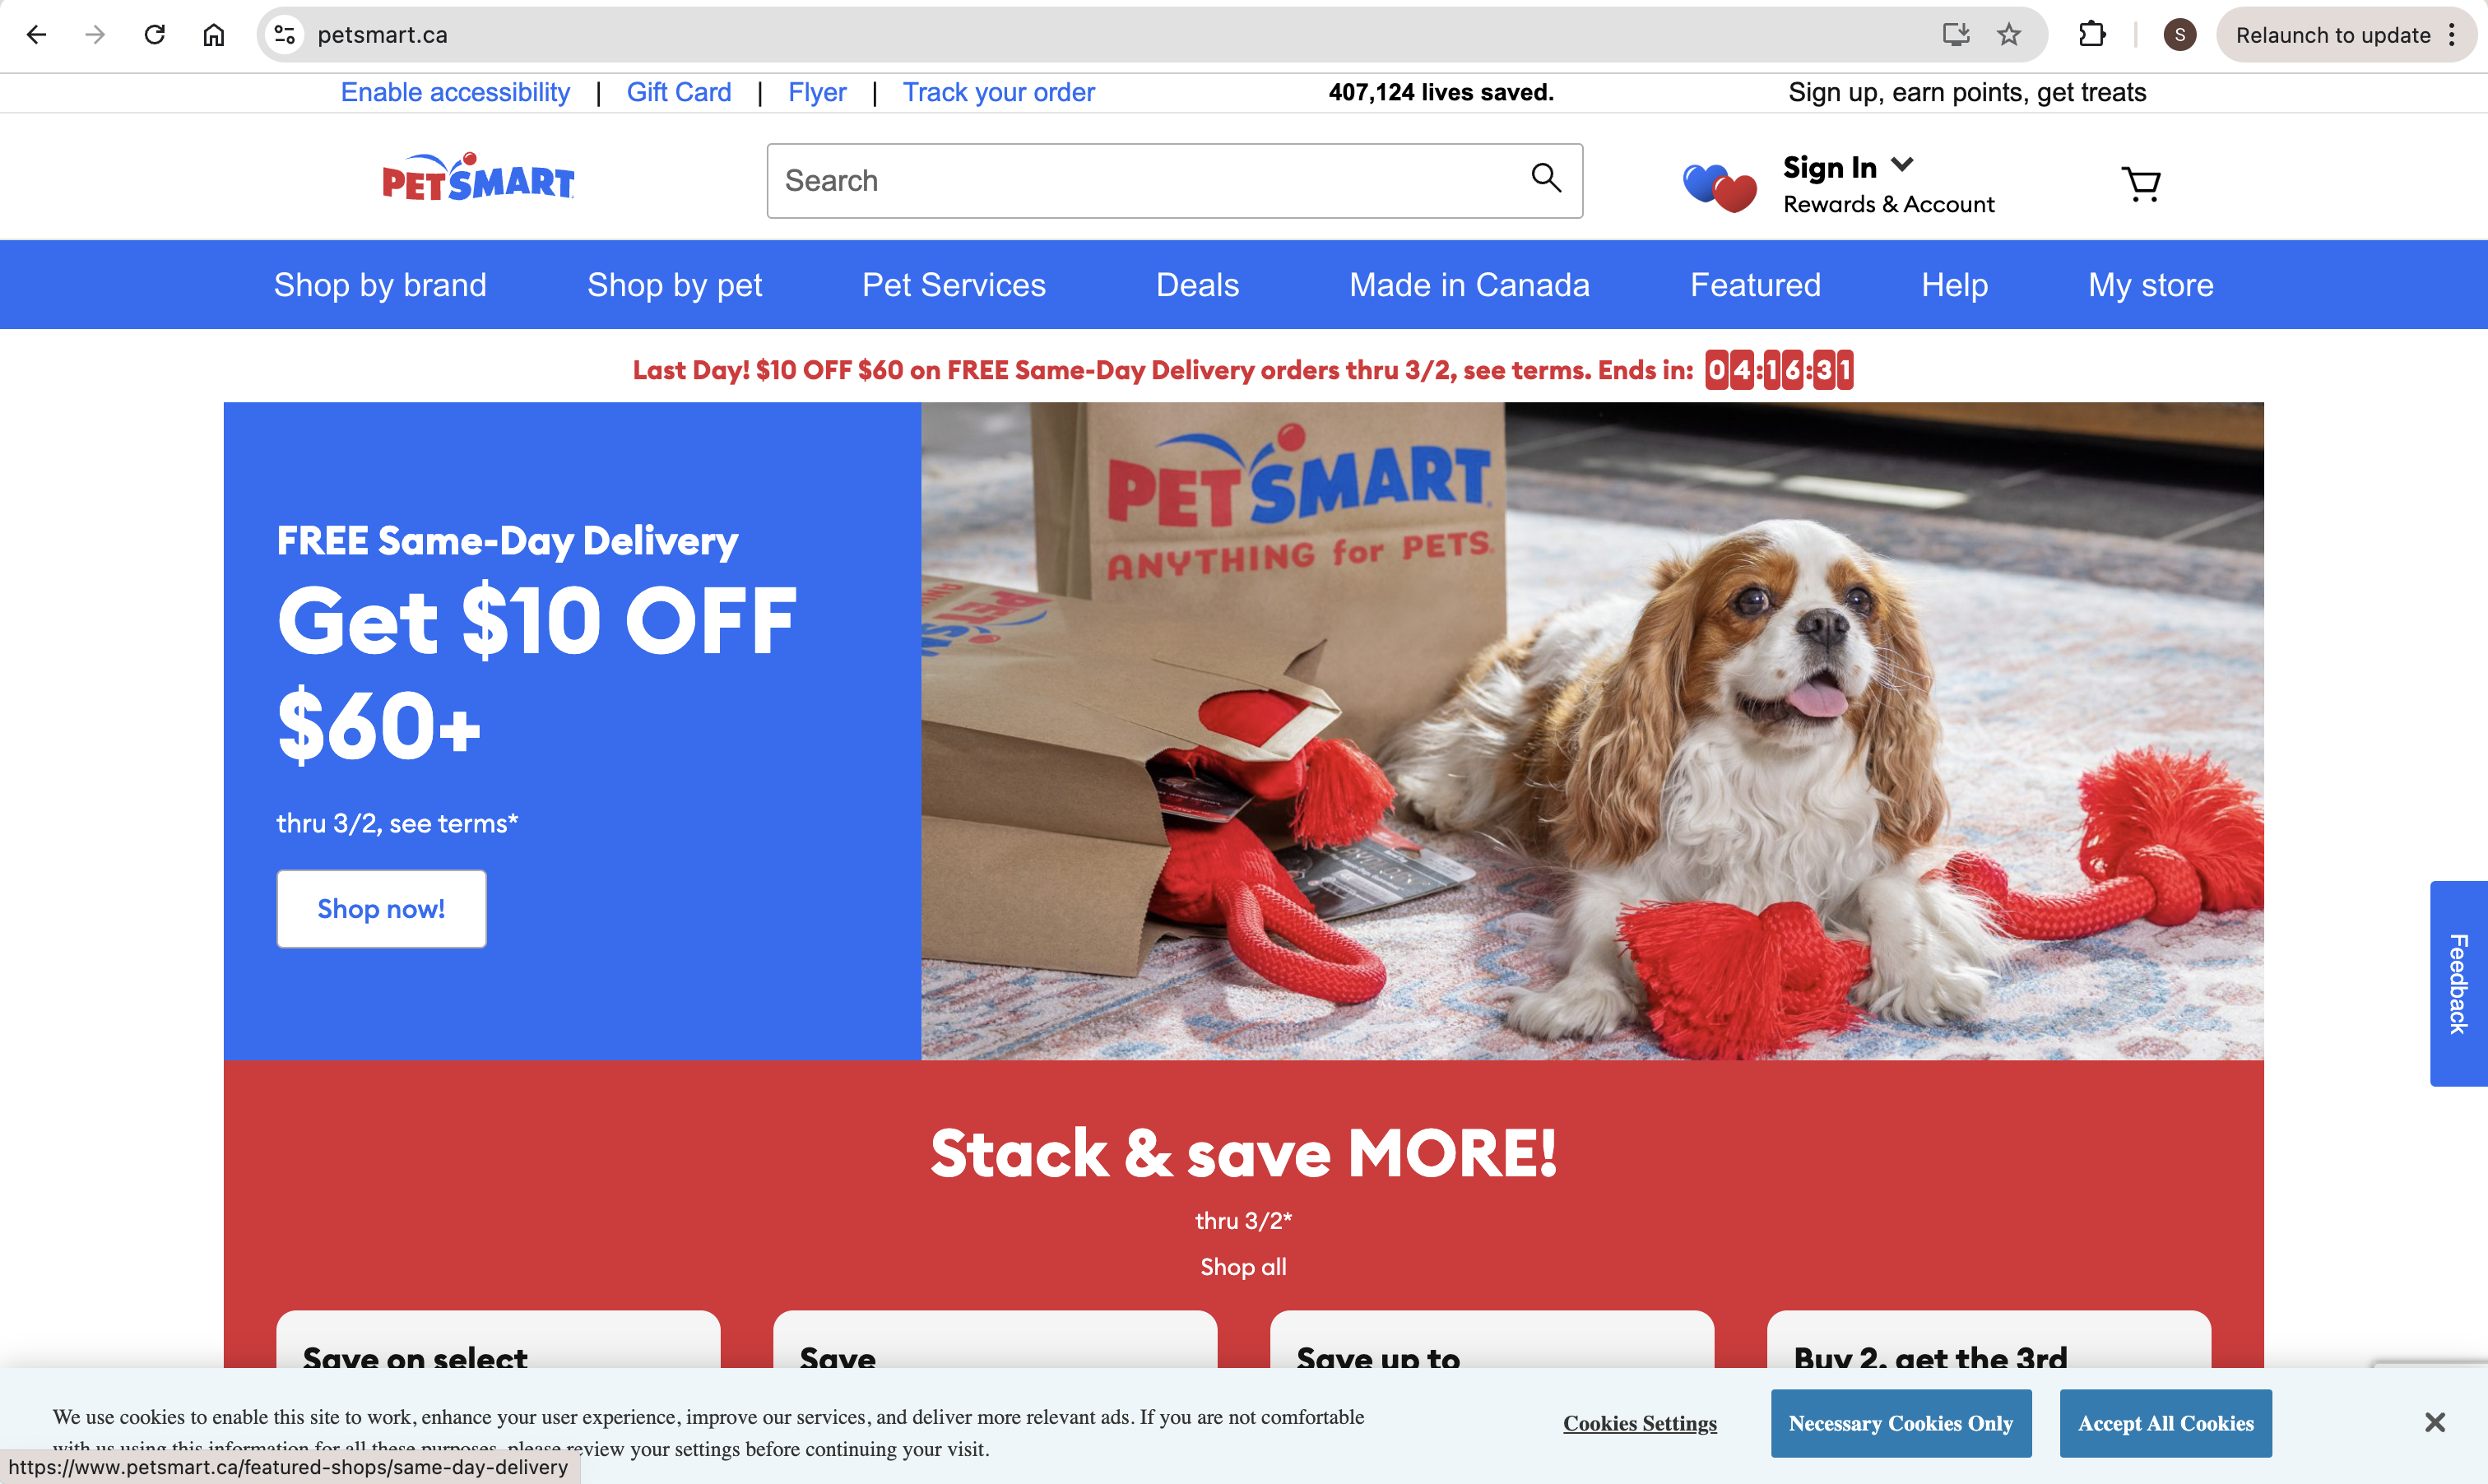 petsmart.ca
S
Relaunch to update
Enable accessibility | Gift Card | Flyer | Track your order
407,124 lives saved.
Sign up, earn points, get treats
PETSMART
Search
Sign In
Rewards & Account
Shop by brand
Shop by pet
Pet Services
Deals
Made in Canada
Featured
Help
My store
Last Day! $10 OFF $60 on FREE Same-Day Delivery orders thru 3/2, see terms. Ends in: 04:16:31
FREE Same-Day Delivery
Get $10 OFF
$60+
thru 3/2, see terms*
Shop now!
PETSMART
ANYTHING for PETS.
Feedback
Stack & save MORE!
thru 3/2*
Shop all
Save on select
Save
Save up to
Buy 2, get the 3rd
We use cookies to enable this site to work, enhance your user experience, improve our services, and deliver more relevant ads. If you are not comfortable
with us using this information for all these purposes, please review your settings before continuing your visit.
Cookies Settings
Necessary Cookies Only
Accept All Cookies
https://www.petsmart.ca/featured-shops/same-day-delivery